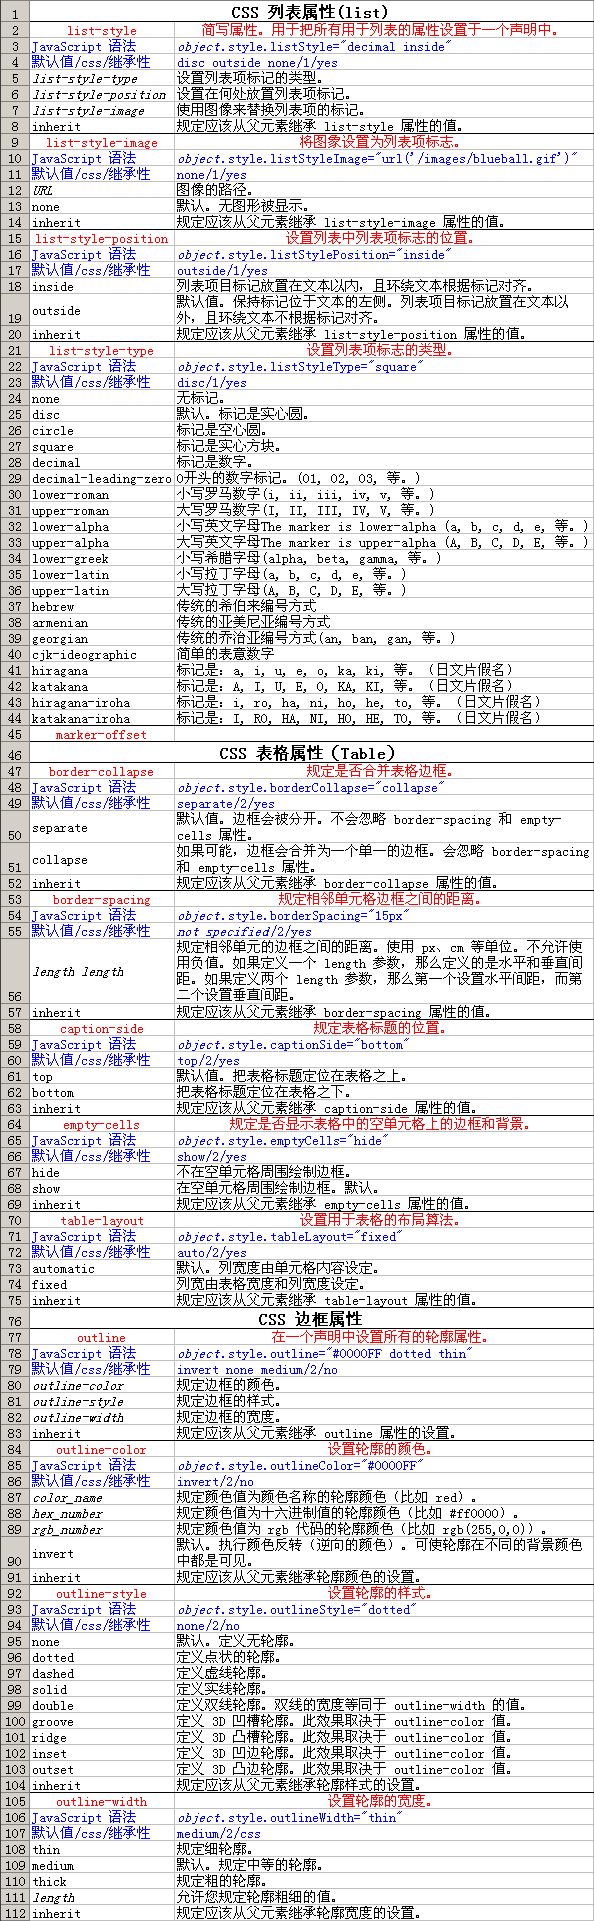 1 CSS 列表属性(list)
2 list-style 简写属性。用于把所有用于列表的属性设置于一个声明中。
3 JavaScript 语法 object.style.listStyle="decimal inside"
4 默认值/css/继承性 disc outside none/1/yes
5 list-style-type 设置列表项标记的类型。
6 list-style-position 设置在何处放置列表项标记。
7 list-style-image 使用图像来替换列表项的标记。
8 inherit 规定应该从父元素继承 list-style 属性的值。
9 list-style-image 将图象设置为列表项标志。
10 JavaScript 语法 object.style.listStyleImage="url('/images/blueball.gif')"
11 默认值/css/继承性 none/1/yes
12 URL 图像的路径。
13 none 默认。无图形被显示。
14 inherit 规定应该从父元素继承 list-style-image 属性的值。
15 list-style-position 设置列表中列表项标志的位置。
16 JavaScript 语法 object.style.listStylePosition="inside"
17 默认值/css/继承性 outside/1/yes
18 inside 列表项目标记放置在文本以内，且环绕文本根据标记对齐。
19 outside 默认值。保持标记位于文本的左侧。列表项目标记放置在文本以
外，且环绕文本不根据标记对齐。
20 inherit 规定应该从父元素继承 list-style-position 属性的值。
21 list-style-type 设置列表项标志的类型。
22 JavaScript 语法 object.style.listStyleType="square"
23 默认值/css/继承性 disc/1/yes
24 none 无标记。
25 disc 默认。标记是实心圆。
26 circle 标记是空心圆。
27 square 标记是实心方块。
28 decimal 标记是数字。
29 decimal-leading-zero 0开头的数字标记。(01, 02, 03, 等。)
30 lower-roman 小写罗马数字(i, ii, iii, iv, v, 等。)
31 upper-roman 大写罗马数字(I, II, III, IV, V, 等。)
32 lower-alpha 小写英文字母The marker is lower-alpha (a, b, c, d, e, 等。)
33 upper-alpha 大写英文字母The marker is upper-alpha (A, B, C, D, E, 等。)
34 lower-greek 小写希腊字母(alpha, beta, gamma, 等。)
35 lower-latin 小写拉丁字母(a, b, c, d, e, 等。)
36 upper-latin 大写拉丁字母(A, B, C, D, E, 等。)
37 hebrew 传统的希伯来编号方式
38 armenian 传统的亚美尼亚编号方式
39 georgian 传统的乔治亚编号方式(an, ban, gan, 等。)
40 cjk-ideographic 简单的表意数字
41 hiragana 标记是：a, i, u, e, o, ka, ki, 等。（日文片假名）
42 katakana 标记是：A, I, U, E, O, KA, KI, 等。（日文片假名）
43 hiragana-iroha 标记是：i, ro, ha, ni, ho, he, to, 等。（日文片假名）
44 katakana-iroha 标记是：I, RO, HA, NI, HO, HE, TO, 等。（日文片假名）
45 marker-offset
46 CSS 表格属性（Table）
47 border-collapse 规定是否合并表格边框。
48 JavaScript 语法 object.style.borderCollapse="collapse"
49 默认值/css/继承性 separate/2/yes
50 separate 默认值。边框会被分开。不会忽略 border-spacing 和 empty-
cells 属性。
51 collapse 如果可能，边框会合并为一个单一的边框。会忽略 border-spacing
和 empty-cells 属性。
52 inherit 规定应该从父元素继承 border-collapse 属性的值。
53 border-spacing 规定相邻单元格边框之间的距离。
54 JavaScript 语法 object.style.borderSpacing="15px"
55 默认值/css/继承性 not specified/2/yes
56 length length 规定相邻单元的边框之间的距离。使用 px、cm 等单位。不允许使
用负值。如果定义一个 length 参数，那么定义的是水平和垂直间
距。如果定义两个 length 参数，那么第一个设置水平间距，而第
二个设置垂直间距。
57 inherit 规定应该从父元素继承 border-spacing 属性的值。
58 caption-side 规定表格标题的位置。
59 JavaScript 语法 object.style.captionSide="bottom"
60 默认值/css/继承性 top/2/yes
61 top 默认值。把表格标题定位在表格之上。
62 bottom 把表格标题定位在表格之下。
63 inherit 规定应该从父元素继承 caption-side 属性的值。
64 empty-cells 规定是否显示表格中的空单元格上的边框和背景。
65 JavaScript 语法 object.style.emptyCells="hide"
66 默认值/css/继承性 show/2/yes
67 hide 不在空单元格周围绘制边框。
68 show 在空单元格周围绘制边框。默认。
69 inherit 规定应该从父元素继承 empty-cells 属性的值。
70 table-layout 设置用于表格的布局算法。
71 JavaScript 语法 object.style.tableLayout="fixed"
72 默认值/css/继承性 auto/2/yes
73 automatic 默认。列宽度由单元格内容设定。
74 fixed 列宽由表格宽度和列宽度设定。
75 inherit 规定应该从父元素继承 table-layout 属性的值。
76 CSS 边框属性
77 outline 在一个声明中设置所有的轮廓属性。
78 JavaScript 语法 object.style.outline="#0000FF dotted thin"
79 默认值/css/继承性 invert none medium/2/no
80 outline-color 规定边框的颜色。
81 outline-style 规定边框的样式。
82 outline-width 规定边框的宽度。
83 inherit 规定应该从父元素继承 outline 属性的设置。
84 outline-color 设置轮廓的颜色。
85 JavaScript 语法 object.style.outlineColor="#0000FF"
86 默认值/css/继承性 invert/2/no
87 color_name 规定颜色值为颜色名称的轮廓颜色（比如 red）。
88 hex_number 规定颜色值为十六进制值的轮廓颜色（比如 #ff0000）。
89 rgb_number 规定颜色值为 rgb 代码的轮廓颜色（比如 rgb(255,0,0)）。
90 invert 默认。执行颜色反转（逆向的颜色）。可使轮廓在不同的背景颜色
中都是可见。
91 inherit 规定应该从父元素继承轮廓颜色的设置。
92 outline-style 设置轮廓的样式。
93 JavaScript 语法 object.style.outlineStyle="dotted"
94 默认值/css/继承性 none/2/no
95 none 默认。定义无轮廓。
96 dotted 定义点状的轮廓。
97 dashed 定义虚线轮廓。
98 solid 定义实线轮廓。
99 double 定义双线轮廓。双线的宽度等同于 outline-width 的值。
100 groove 定义 3D 凹槽轮廓。此效果取决于 outline-color 值。
101 ridge 定义 3D 凸槽轮廓。此效果取决于 outline-color 值。
102 inset 定义 3D 凹边轮廓。此效果取决于 outline-color 值。
103 outset 定义 3D 凸边轮廓。此效果取决于 outline-color 值。
104 inherit 规定应该从父元素继承轮廓样式的设置。
105 outline-width 设置轮廓的宽度。
106 JavaScript 语法 object.style.outlineWidth="thin"
107 默认值/css/继承性 medium/2/css
108 thin 规定细轮廓。
109 medium 默认。规定中等的轮廓。
110 thick 规定粗的轮廓。
111 length 允许您规定轮廓粗细的值。
112 inherit 规定应该从父元素继承轮廓宽度的设置。